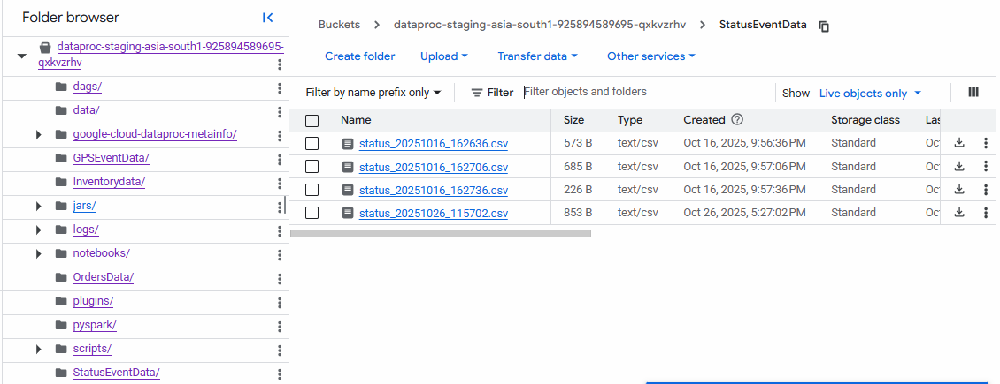 Folder browser
dataproc-staging-asia-south1-925894589695-
qxkvzrhv
dags/
data/
google-cloud-dataproc-metainfo/
GPSEventData/
Inventorydata/
jars/
logs/
notebooks/
OrdersData/
plugins/
pyspark/
scripts/
StatusEventData/
Buckets > dataproc-staging-asia-south1-925894589695-qxkvzrhv > StatusEventData
Create folder Upload Transfer data Other services
Filter by name prefix only Filter Filter objects and folders Show Live objects only
Name Size Type Created Storage class Las
status_20251016_162636.csv 573 B text/csv Oct 16, 2025, 9:56:36 PM Standard Oct
status_20251016_162706.csv 685 B text/csv Oct 16, 2025, 9:57:06 PM Standard Oct
status_20251016_162736.csv 226 B text/csv Oct 16, 2025, 9:57:36 PM Standard Oct
status_20251026_115702.csv 853 B text/csv Oct 26, 2025, 5:27:02 PM Standard Oct